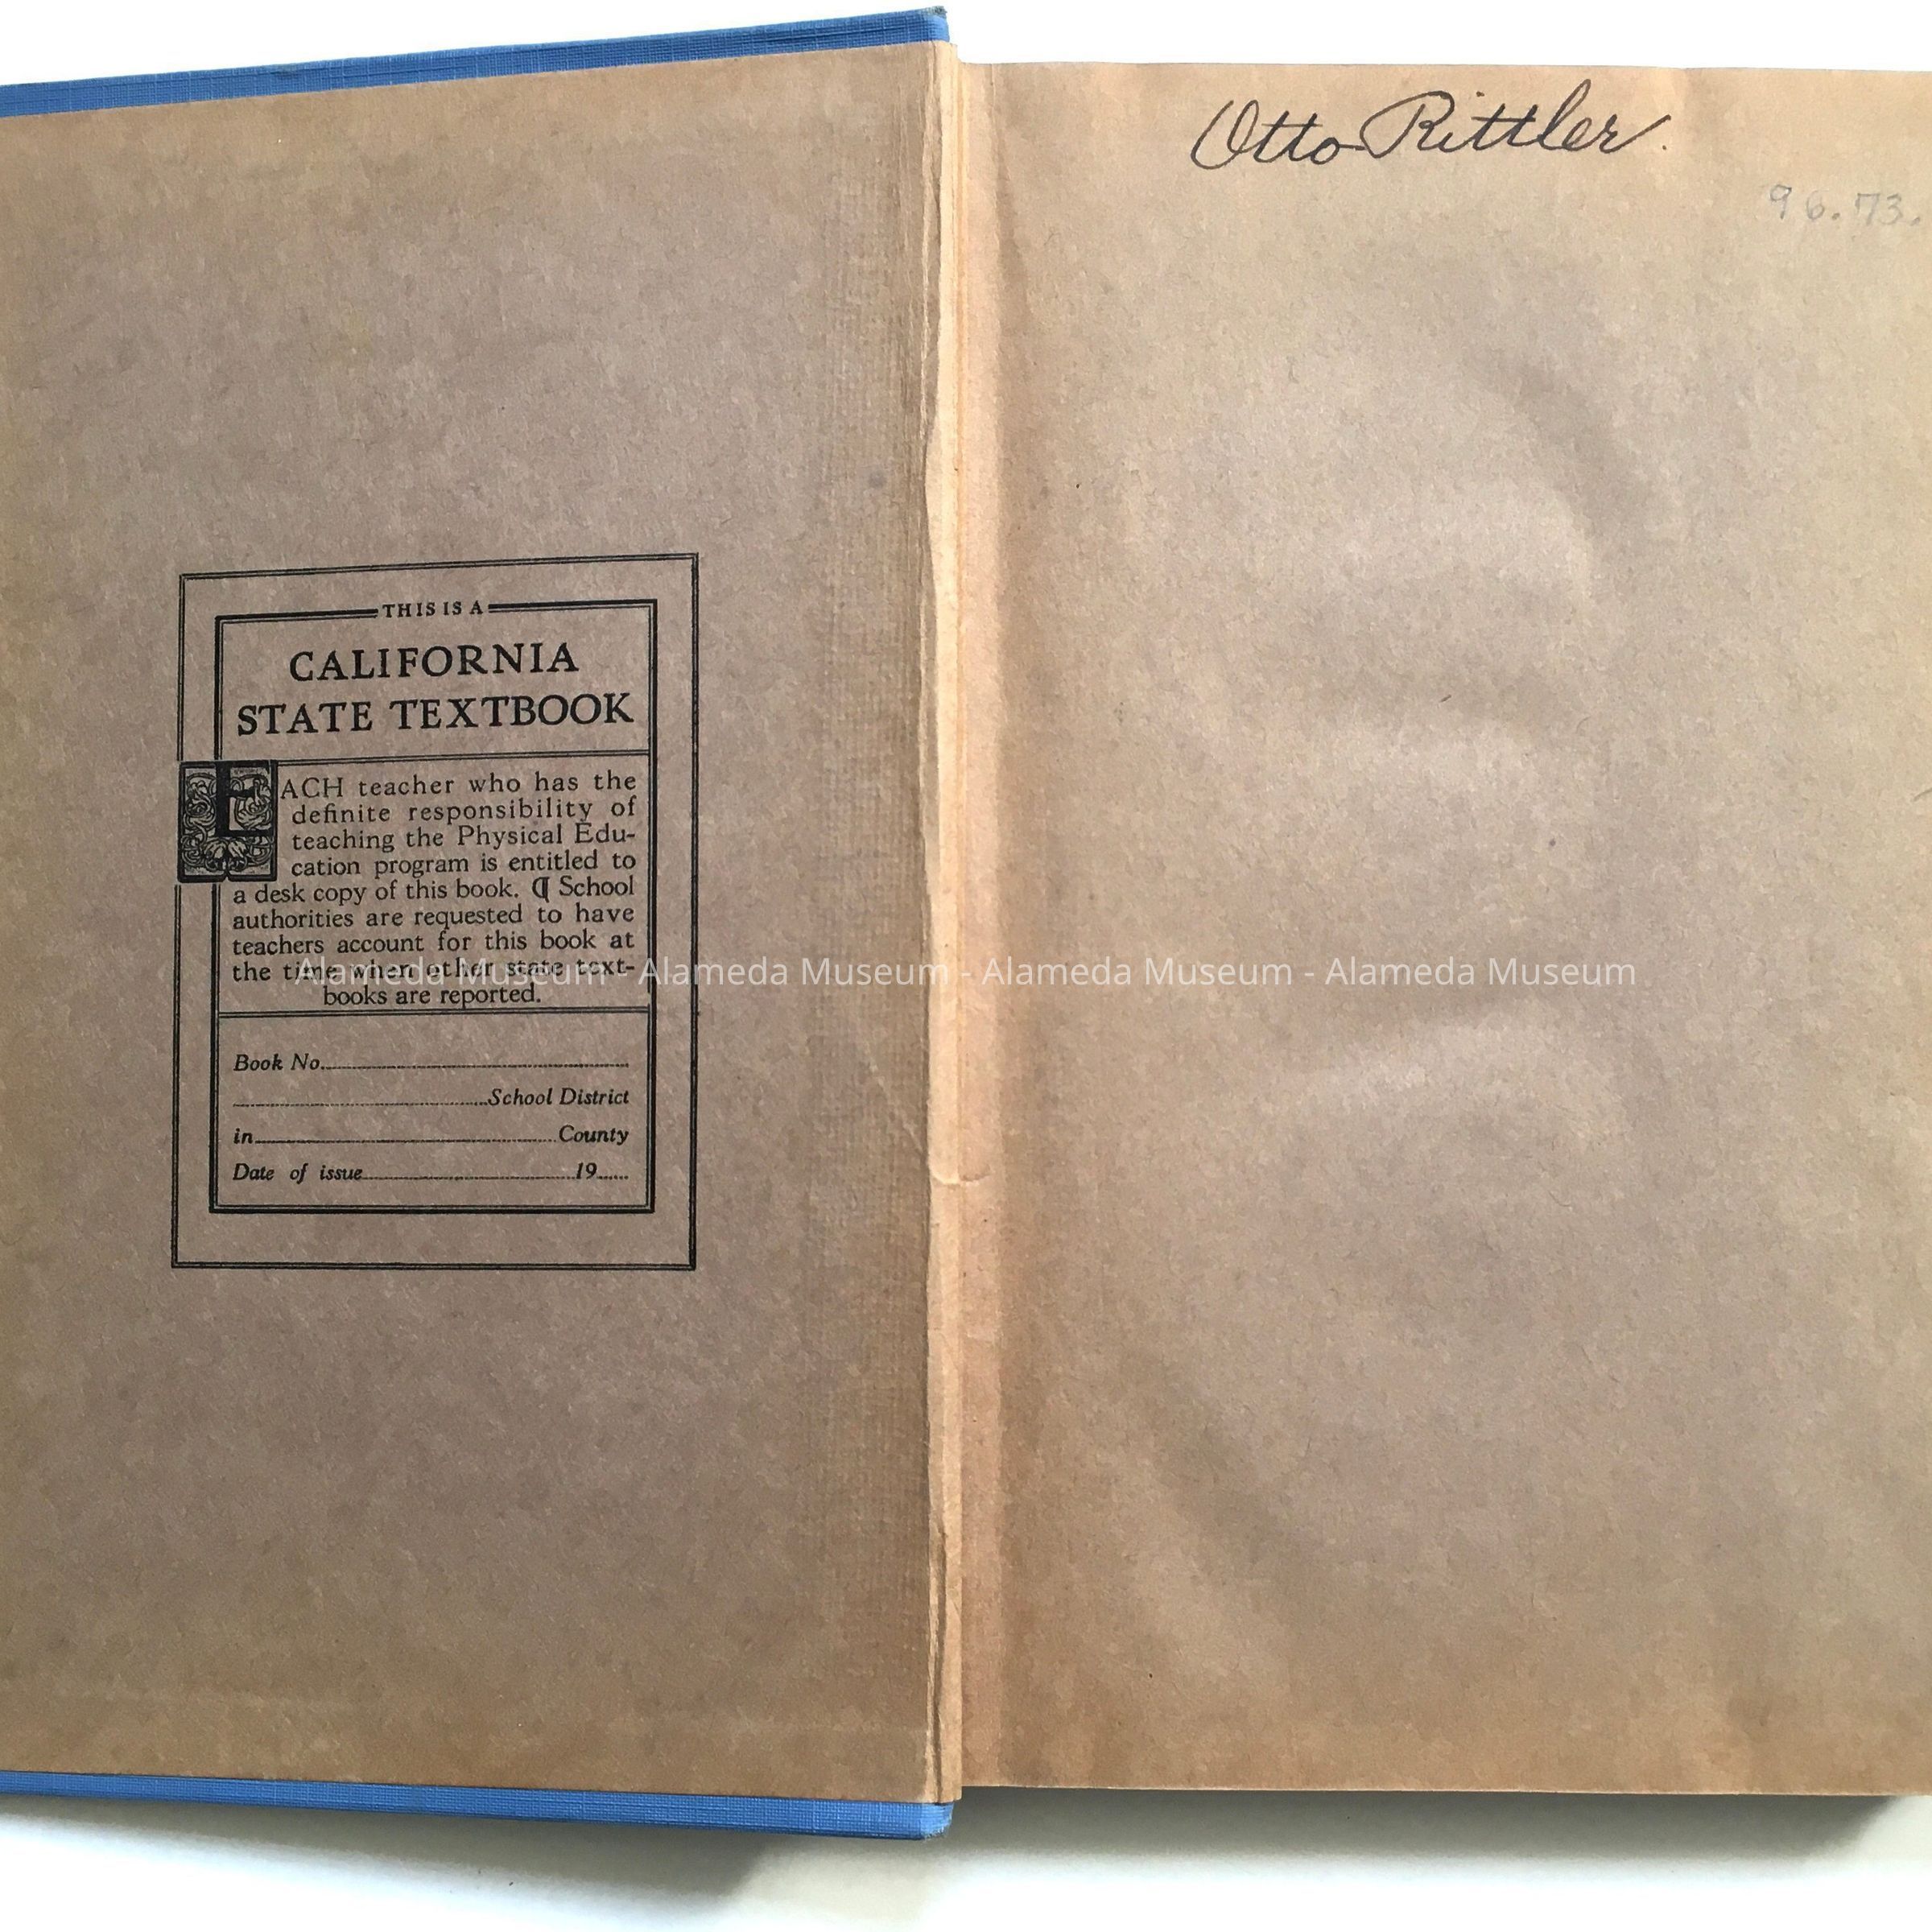 THIS IS A
CALIFORNIA
STATE TEXTBOOK
EACH teacher who has the
definite responsibility of
teaching the Physical Edu-
cation program is entitled to
a desk copy of this book. ¶ School
authorities are requested to have
teachers account for this book at
the time when other state text-
books are reported.
Book No.
School District
in County
Date of issue 19
Otto Rittler.
96.73.
Alameda Museum - Alameda Museum - Alameda Museum - Alameda Museum